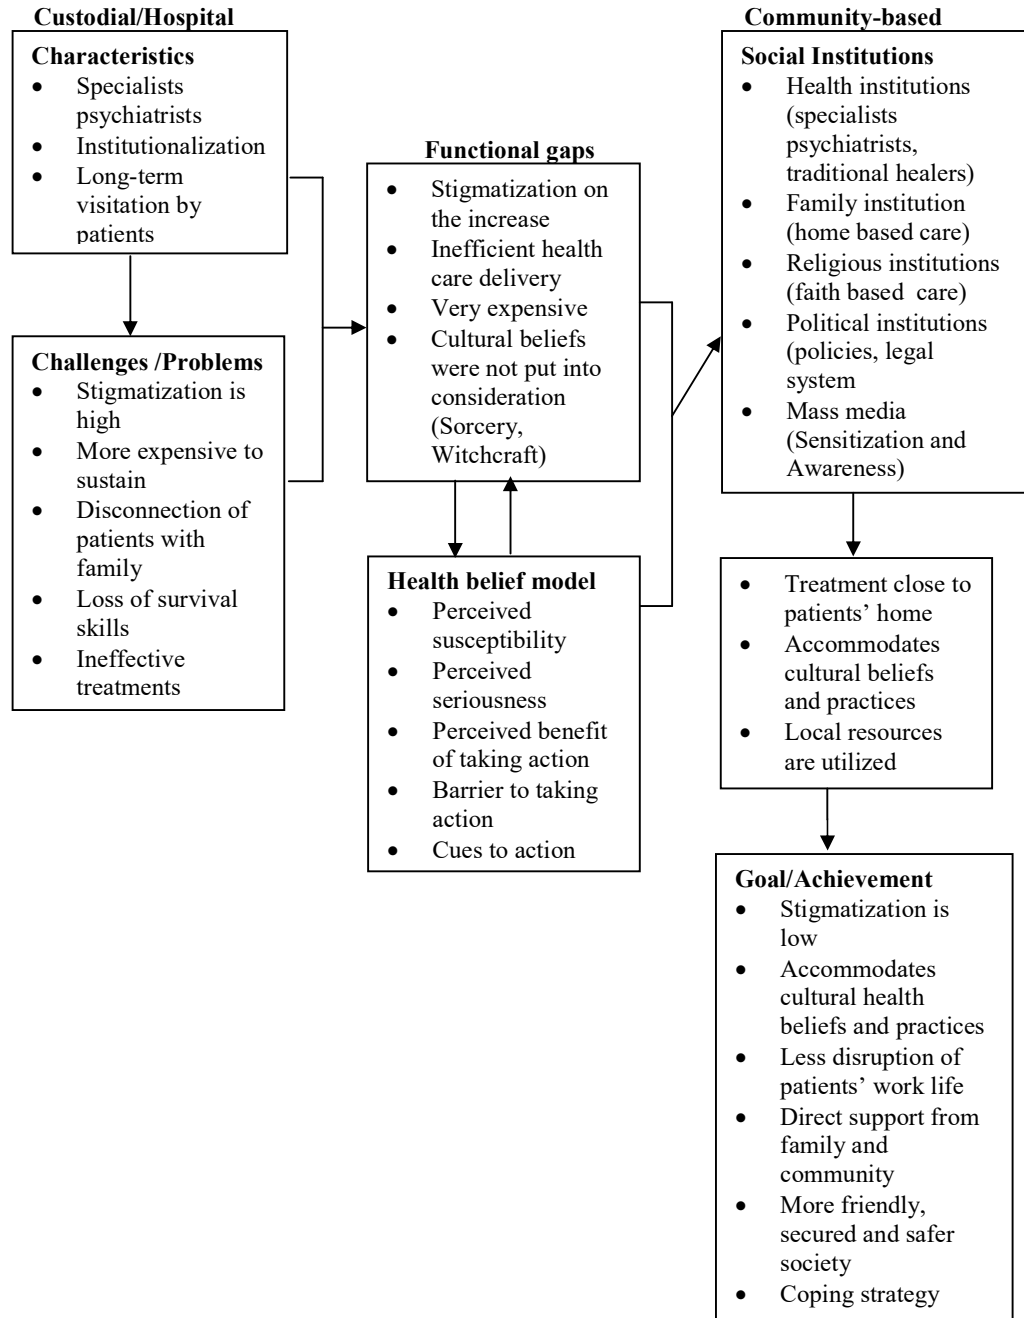 Custodial/Hospital
Characteristics
• Specialists
psychiatrists
• Institutionalization
• Long-term
visitation by
patients
Challenges /Problems
• Stigmatization is
high
• More expensive to
sustain
• Disconnection of
patients with
family
• Loss of survival
skills
• Ineffective
treatments
Functional gaps
• Stigmatization on
the increase
• Inefficient health
care delivery
• Very expensive
• Cultural beliefs
were not put into
consideration
(Sorcery,
Witchcraft)
Health belief model
• Perceived
susceptibility
• Perceived
seriousness
• Perceived benefit
of taking action
• Barrier to taking
action
• Cues to action
Community-based
Social Institutions
• Health institutions
(specialists
psychiatrists,
traditional healers)
• Family institution
(home based care)
• Religious institutions
(faith based care)
• Political institutions
(policies, legal
system
• Mass media
(Sensitization and
Awareness)
• Treatment close to
patients’ home
• Accommodates
cultural beliefs
and practices
• Local resources
are utilized
Goal/Achievement
• Stigmatization is
low
• Accommodates
cultural health
beliefs and practices
• Less disruption of
patients’ work life
• Direct support from
family and
community
• More friendly,
secured and safer
society
• Coping strategy